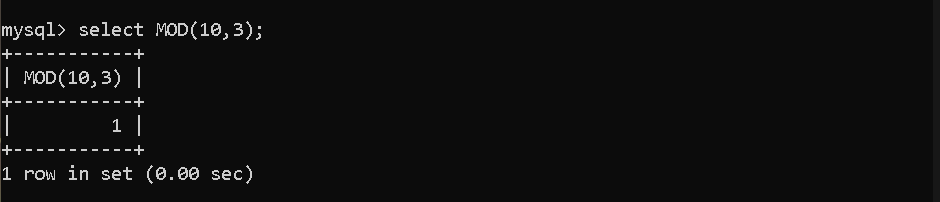 mysql> select MOD(10,3);
+-----------+
| MOD(10,3) |
+-----------+
|         1 |
+-----------+
1 row in set (0.00 sec)